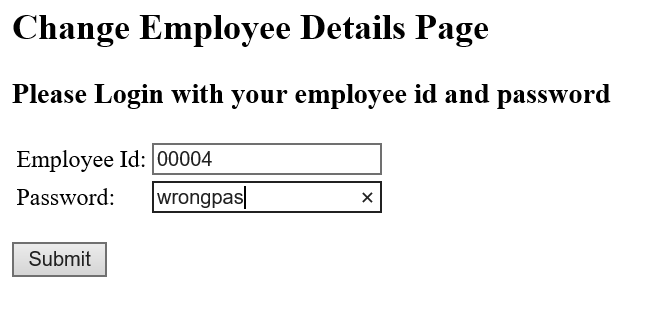 Change Employee Details Page
Please Login with your employee id and password
Employee Id: 00004
Password: wrongpas
Submit